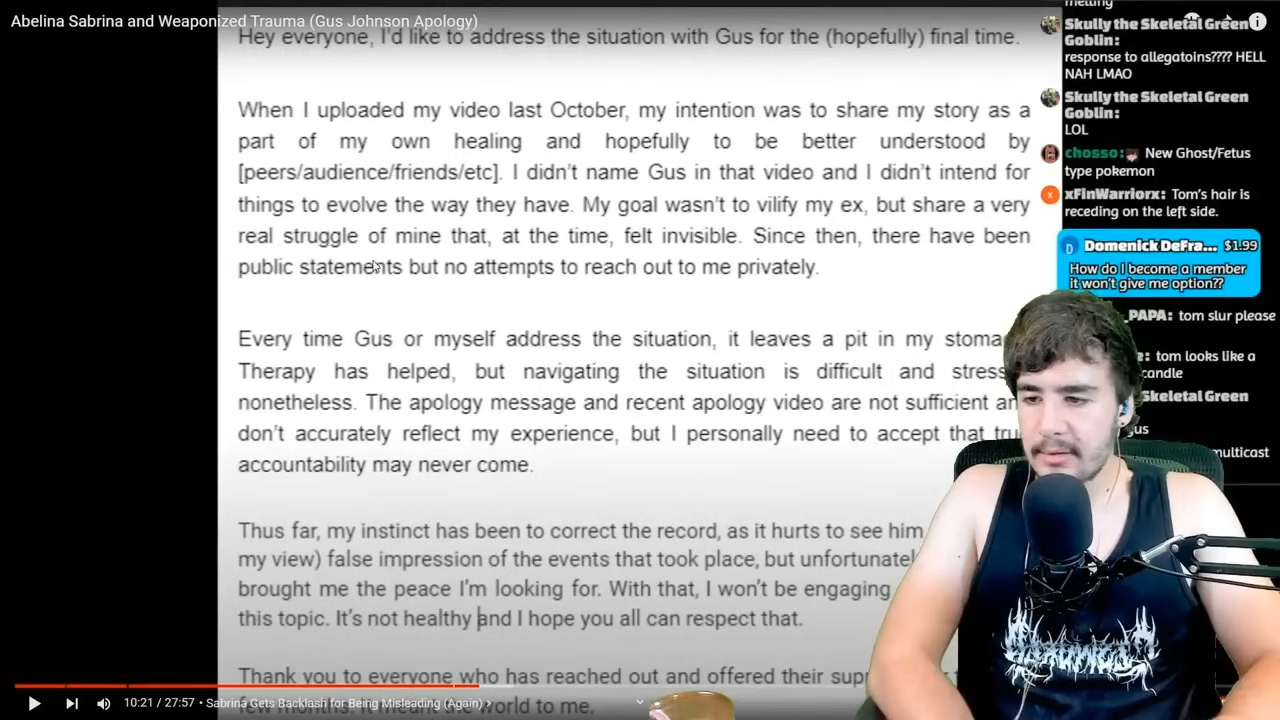 Abelina Sabrina and Weaponized Trauma (Gus Johnson Apology)
Hey everyone, I'd like to address the situation with Gus for the (hopefully) final time.
When I uploaded my video last October, my intention was to share my story as a
part of my own healing and hopefully to be better understood by
[peers/audience/friends/etc]. I didn't name Gus in that video and I didn't intend for
things to evolve the way they have. My goal wasn't to vilify my ex, but share a very
real struggle of mine that, at the time, felt invisible. Since then, there have been
public statements but no attempts to reach out to me privately.
Every time Gus or myself address the situation, it leaves a pit in my stoma
Therapy has helped, but navigating the situation is difficult and stress
nonetheless. The apology message and recent apology video are not sufficient an
don't accurately reflect my experience, but I personally need to accept that tru
accountability may never come.
Thus far, my instinct has been to correct the record, as it hurts to see him
my view) false impression of the events that took place, but unfortunatel
brought me the peace I'm looking for. With that, I won't be engaging
this topic. It's not healthy and I hope you all can respect that.
Thank you to everyone who has reached out and offered their supp
few months, it meant the world to me.
10:21 / 27:57 • Sabrina Gets Backlash for Being Misleading (Again) ›
melting
Skully the Skeletal Green
Goblin:
response to allegatoins???? HELL
NAH LMAO
Skully the Skeletal Green
Goblin:
LOL
chosso: New Ghost/Fetus
type pokemon
X
xFinWarriorx: Tom's hair is
receding on the left side.
D
Domenick DeFra... $1.99
How do I become a member
it won't give me option??
_PAPA: tom slur please
e: tom looks like a
candle
Skeletal Green
gus
multicast